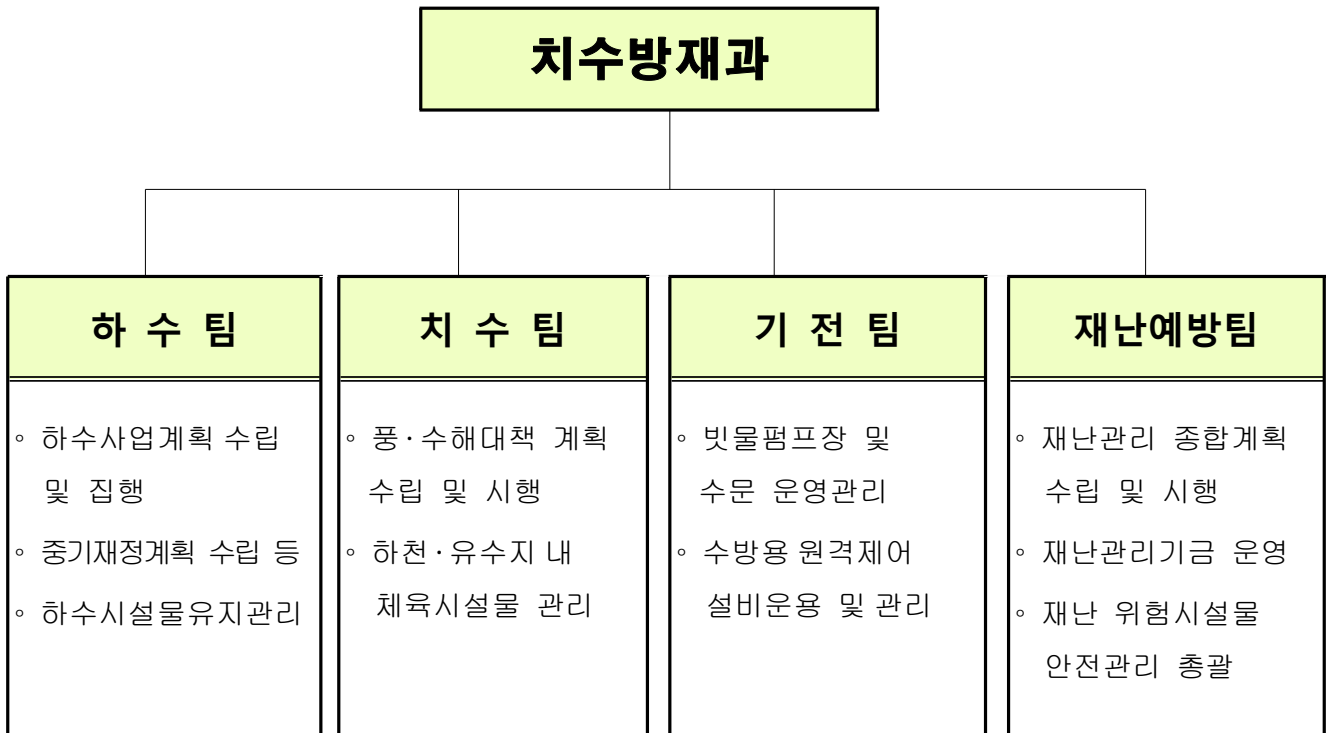 치수방재과
하 수 팀
◦ 하수사업계획 수립
및 집행
◦ 중기재정계획 수립 등
◦ 하수시설물유지관리
치 수 팀
◦ 풍·수해대책 계획
수립 및 시행
◦ 하천·유수지 내
체육시설물 관리
기 전 팀
◦ 빗물펌프장 및
수문 운영관리
◦ 수방용 원격제어
설비운용 및 관리
재난예방팀
◦ 재난관리 종합계획
수립 및 시행
◦ 재난관리기금 운영
◦ 재난 위험시설물
안전관리 총괄